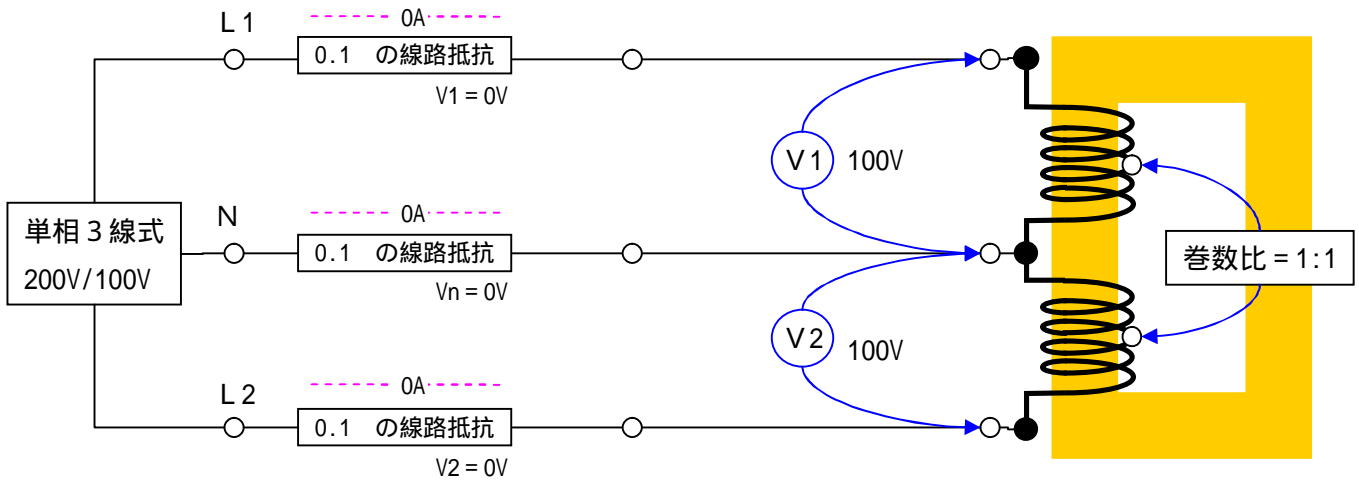 L1
0A
0.1 の線路抵抗
V1 = 0V
V1
100V
N
0A
0.1 の線路抵抗
Vn = 0V
単相3線式
200V/100V
巻数比 = 1:1
V2
100V
L2
0A
0.1 の線路抵抗
V2 = 0V